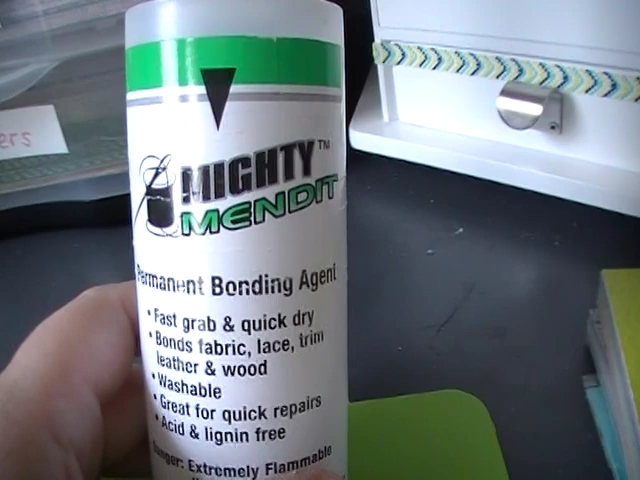 ers
MIGHTY™
MENDIT
Permanent Bonding Agent
• Fast grab & quick dry
• Bonds fabric, lace, trim
leather & wood
• Washable
• Great for quick repairs
• Acid & lignin free
Danger: Extremely Flammable